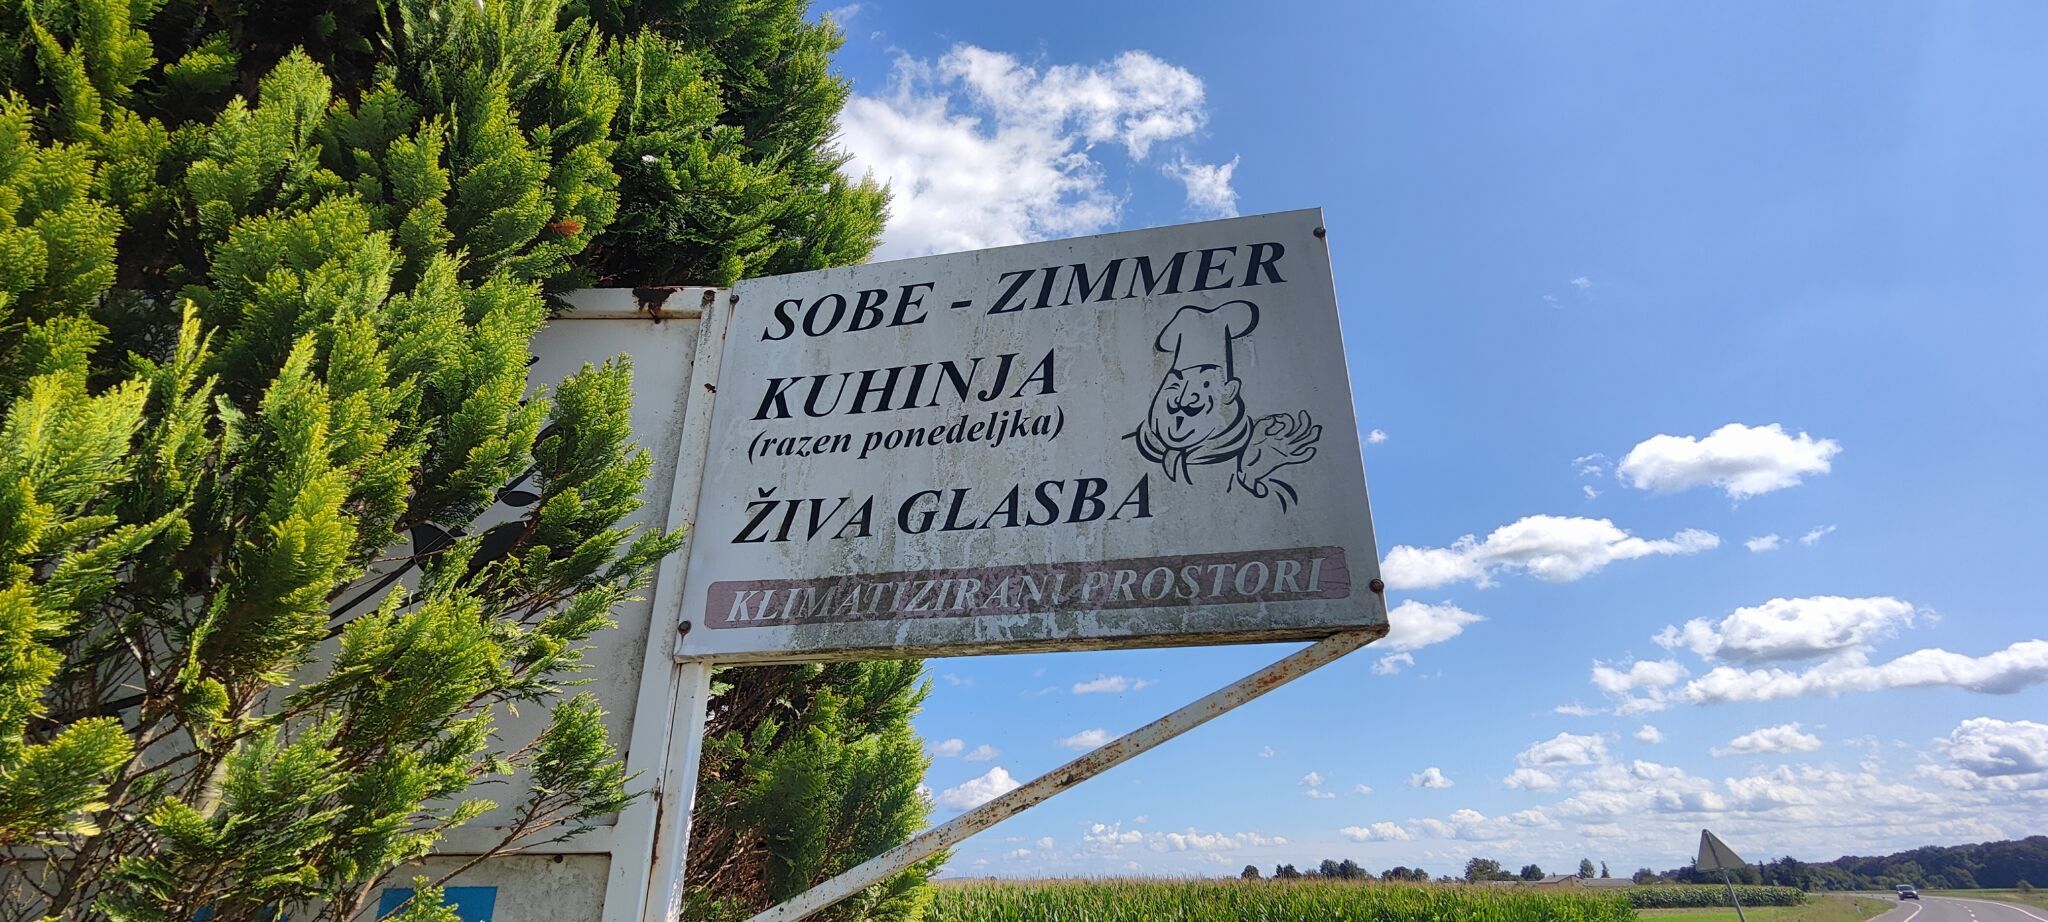 SOBE - ZIMMER
KUHINJA
(razen ponedeljka)
ŽIVA GLASBA
KLIMATIZIRANI PROSTORI